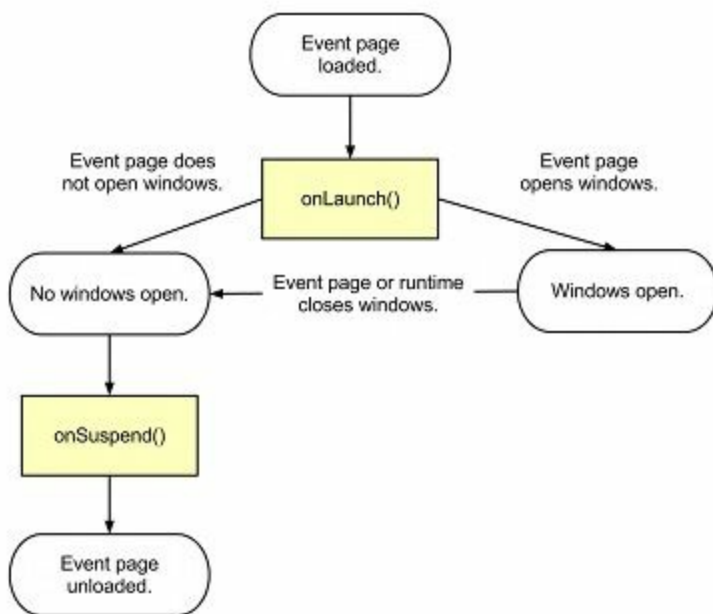 Event page
loaded.
Event page does
not open windows.
onLaunch()
Event page
opens windows.
No windows open.
Event page or runtime
closes windows.
Windows open.
onSuspend()
Event page
unloaded.